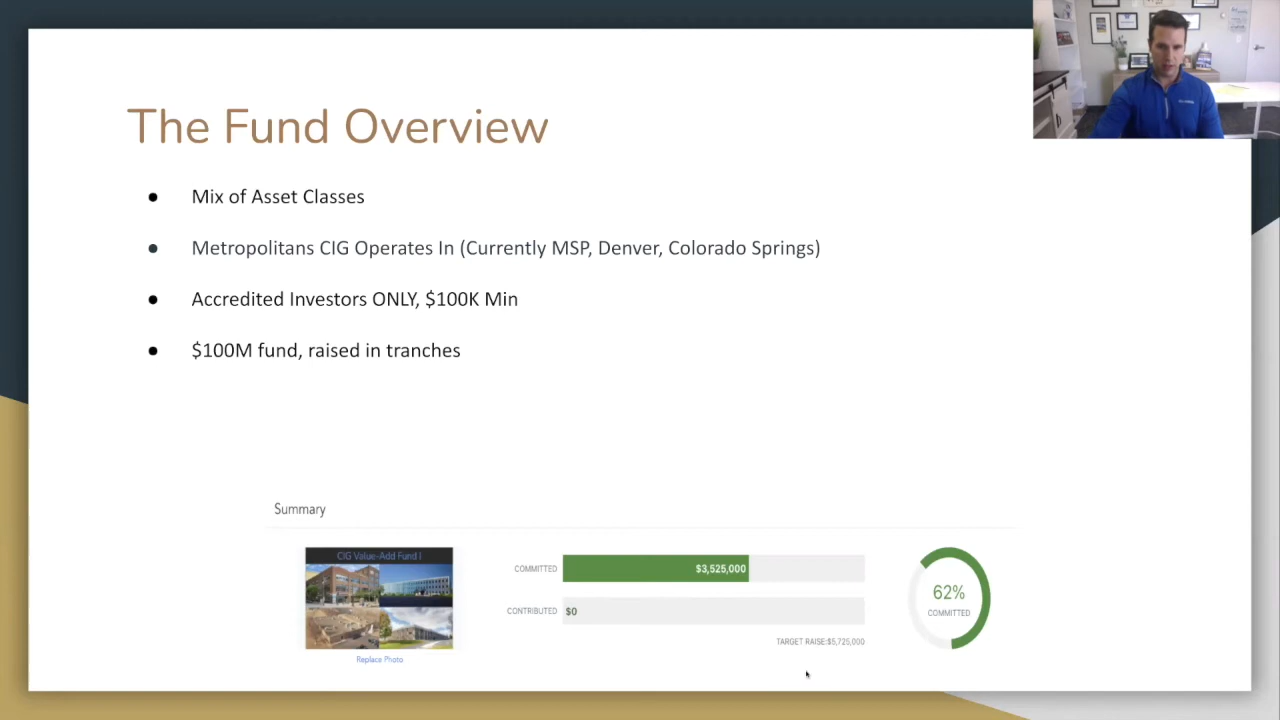 The Fund Overview
● Mix of Asset Classes
● Metropolitans CIG Operates In (Currently MSP, Denver, Colorado Springs)
● Accredited Investors ONLY, $100K Min
● $100M fund, raised in tranches
Summary
CIG Value-Add Fund I
Replace Photo
COMMITTED $3,525,000
CONTRIBUTED $0
TARGET RAISE:$5,725,000
62%
COMMITTED